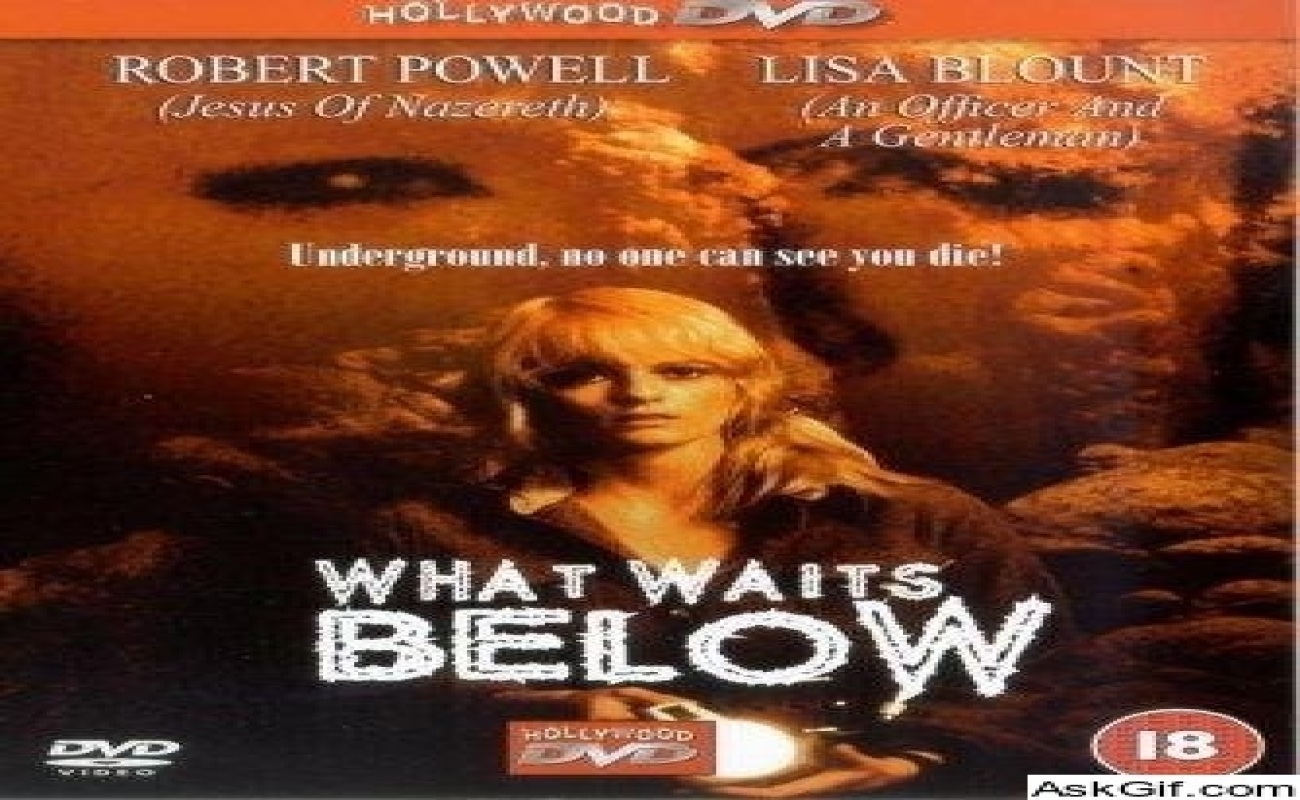 HOLLYWOOD DVD
ROBERT POWELL LISA BLOUNT
(Jesus Of Nazereth) (An Officer And
A Gentleman)
Underground, no one can see you die!
WHAT WAITS
BELOW
HOLLYWOOD
DVD
DVD
VIDEO
18
AskGif.com